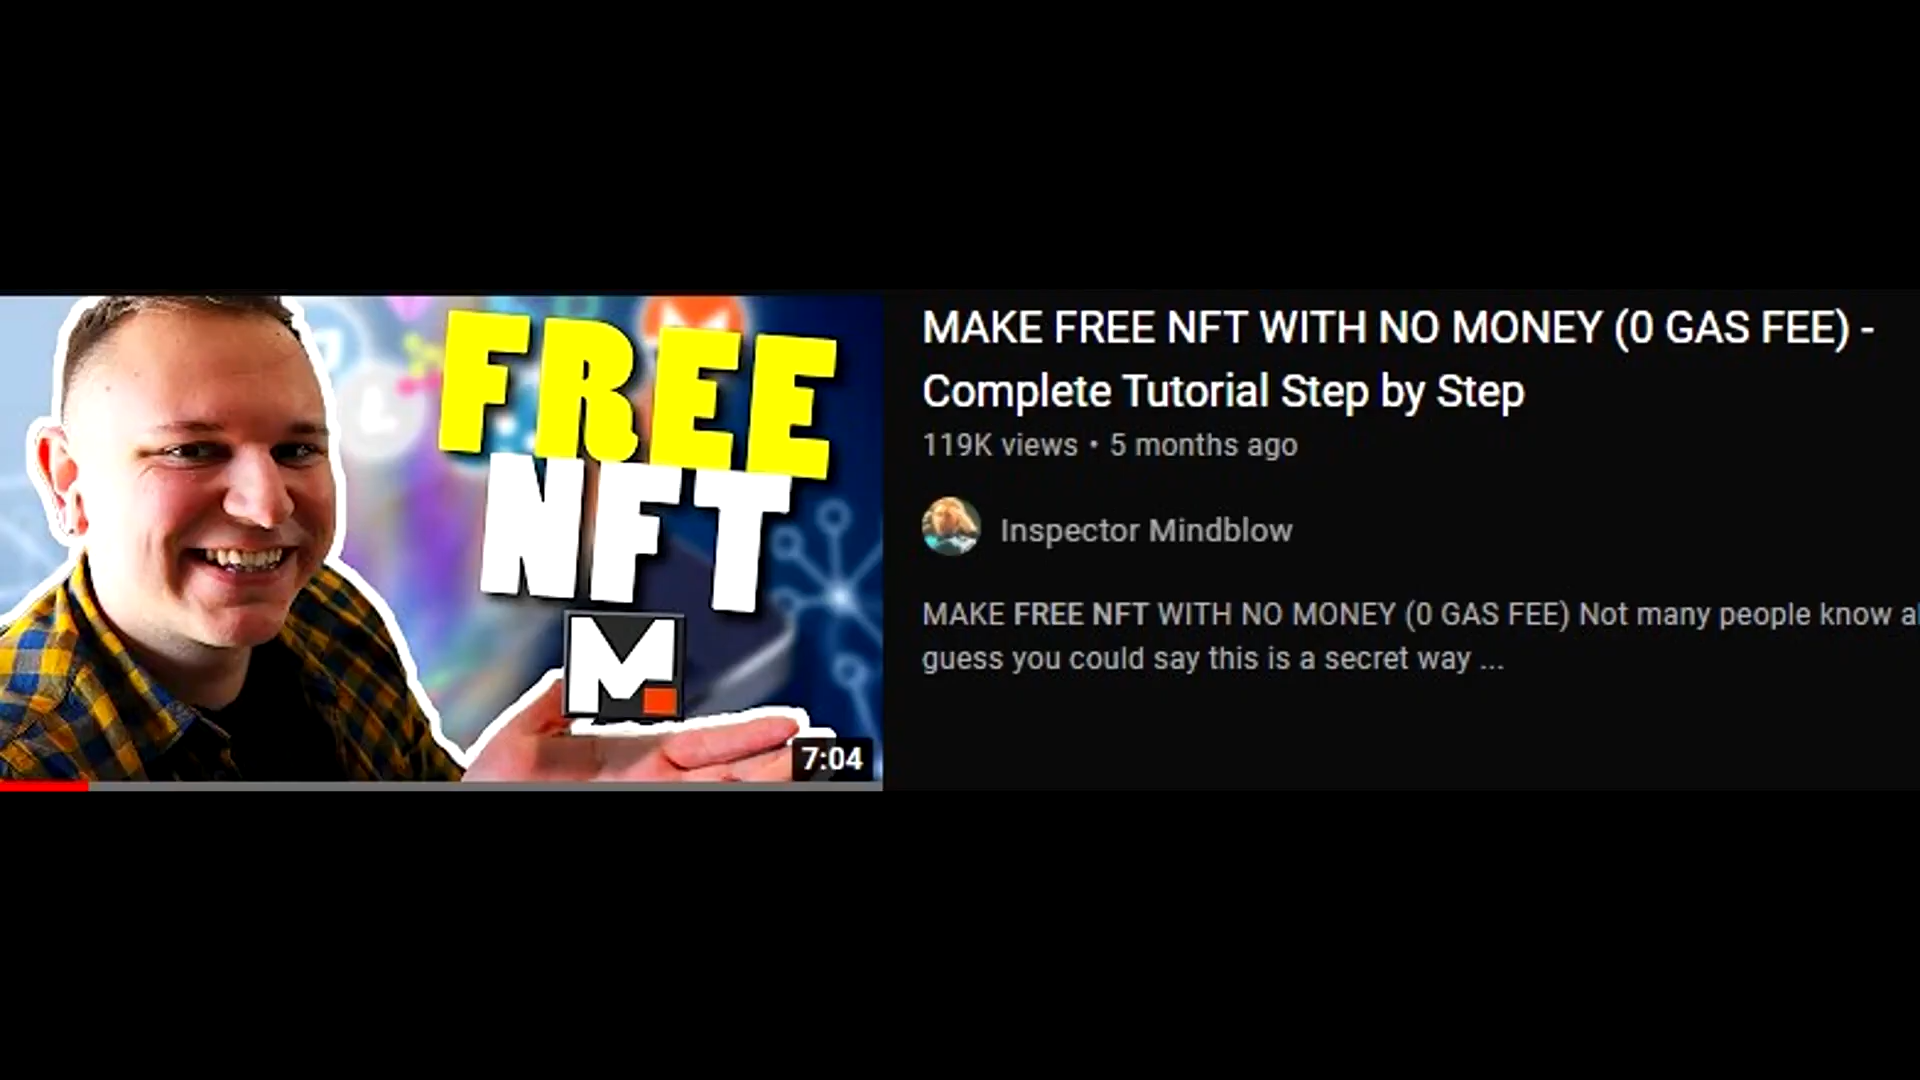 FREE
NFT
M
7:04
MAKE FREE NFT WITH NO MONEY (0 GAS FEE) -
Complete Tutorial Step by Step
119K views • 5 months ago
Inspector Mindblow
MAKE FREE NFT WITH NO MONEY (0 GAS FEE) Not many people know
guess you could say this is a secret way ...